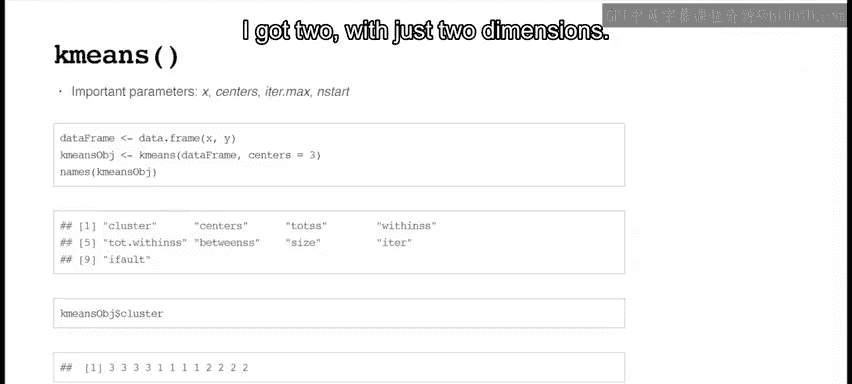 I got two, with just two dimensions.
kmeans()
· Important parameters: x, centers, iter.max, nstart
dataFrame <- data.frame(x, y)
kmeansObj <- kmeans(dataFrame, centers = 3)
names(kmeansObj)
## [1] "cluster"      "centers"      "totss"        "withinss"
## [5] "tot.withinss" "betweenss"    "size"         "iter"
## [9] "ifault"
kmeansObj$cluster
##  [1] 3 3 3 3 1 1 1 1 2 2 2 2